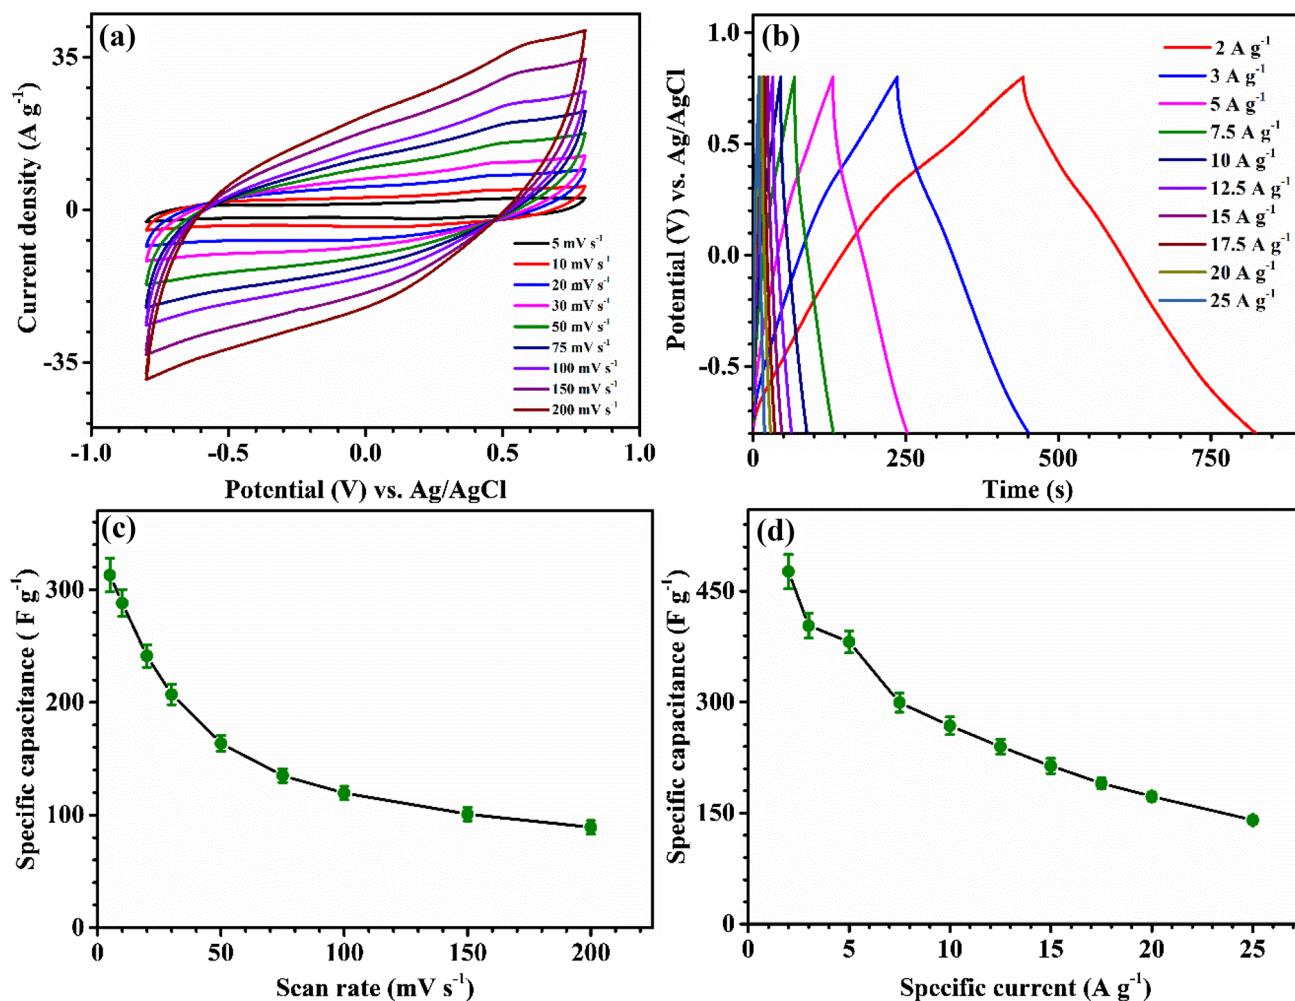 (a)
Current density (A g⁻¹)
35
0
-35
5 mV s⁻¹
10 mV s⁻¹
20 mV s⁻¹
30 mV s⁻¹
50 mV s⁻¹
75 mV s⁻¹
100 mV s⁻¹
150 mV s⁻¹
200 mV s⁻¹
-1.0 -0.5 0.0 0.5 1.0
Potential (V) vs. Ag/AgCl
(b)
Potential (V) vs. Ag/AgCl
1.0
0.5
0.0
-0.5
2 A g⁻¹
3 A g⁻¹
5 A g⁻¹
7.5 A g⁻¹
10 A g⁻¹
12.5 A g⁻¹
15 A g⁻¹
17.5 A g⁻¹
20 A g⁻¹
25 A g⁻¹
0 250 500 750
Time (s)
(c)
Specific capacitance ( F g⁻¹)
300
200
100
0
0 50 100 150 200
Scan rate (mV s⁻¹)
(d)
Specific capacitance (F g⁻¹)
450
300
150
0
0 5 10 15 20 25
Specific current (A g⁻¹)